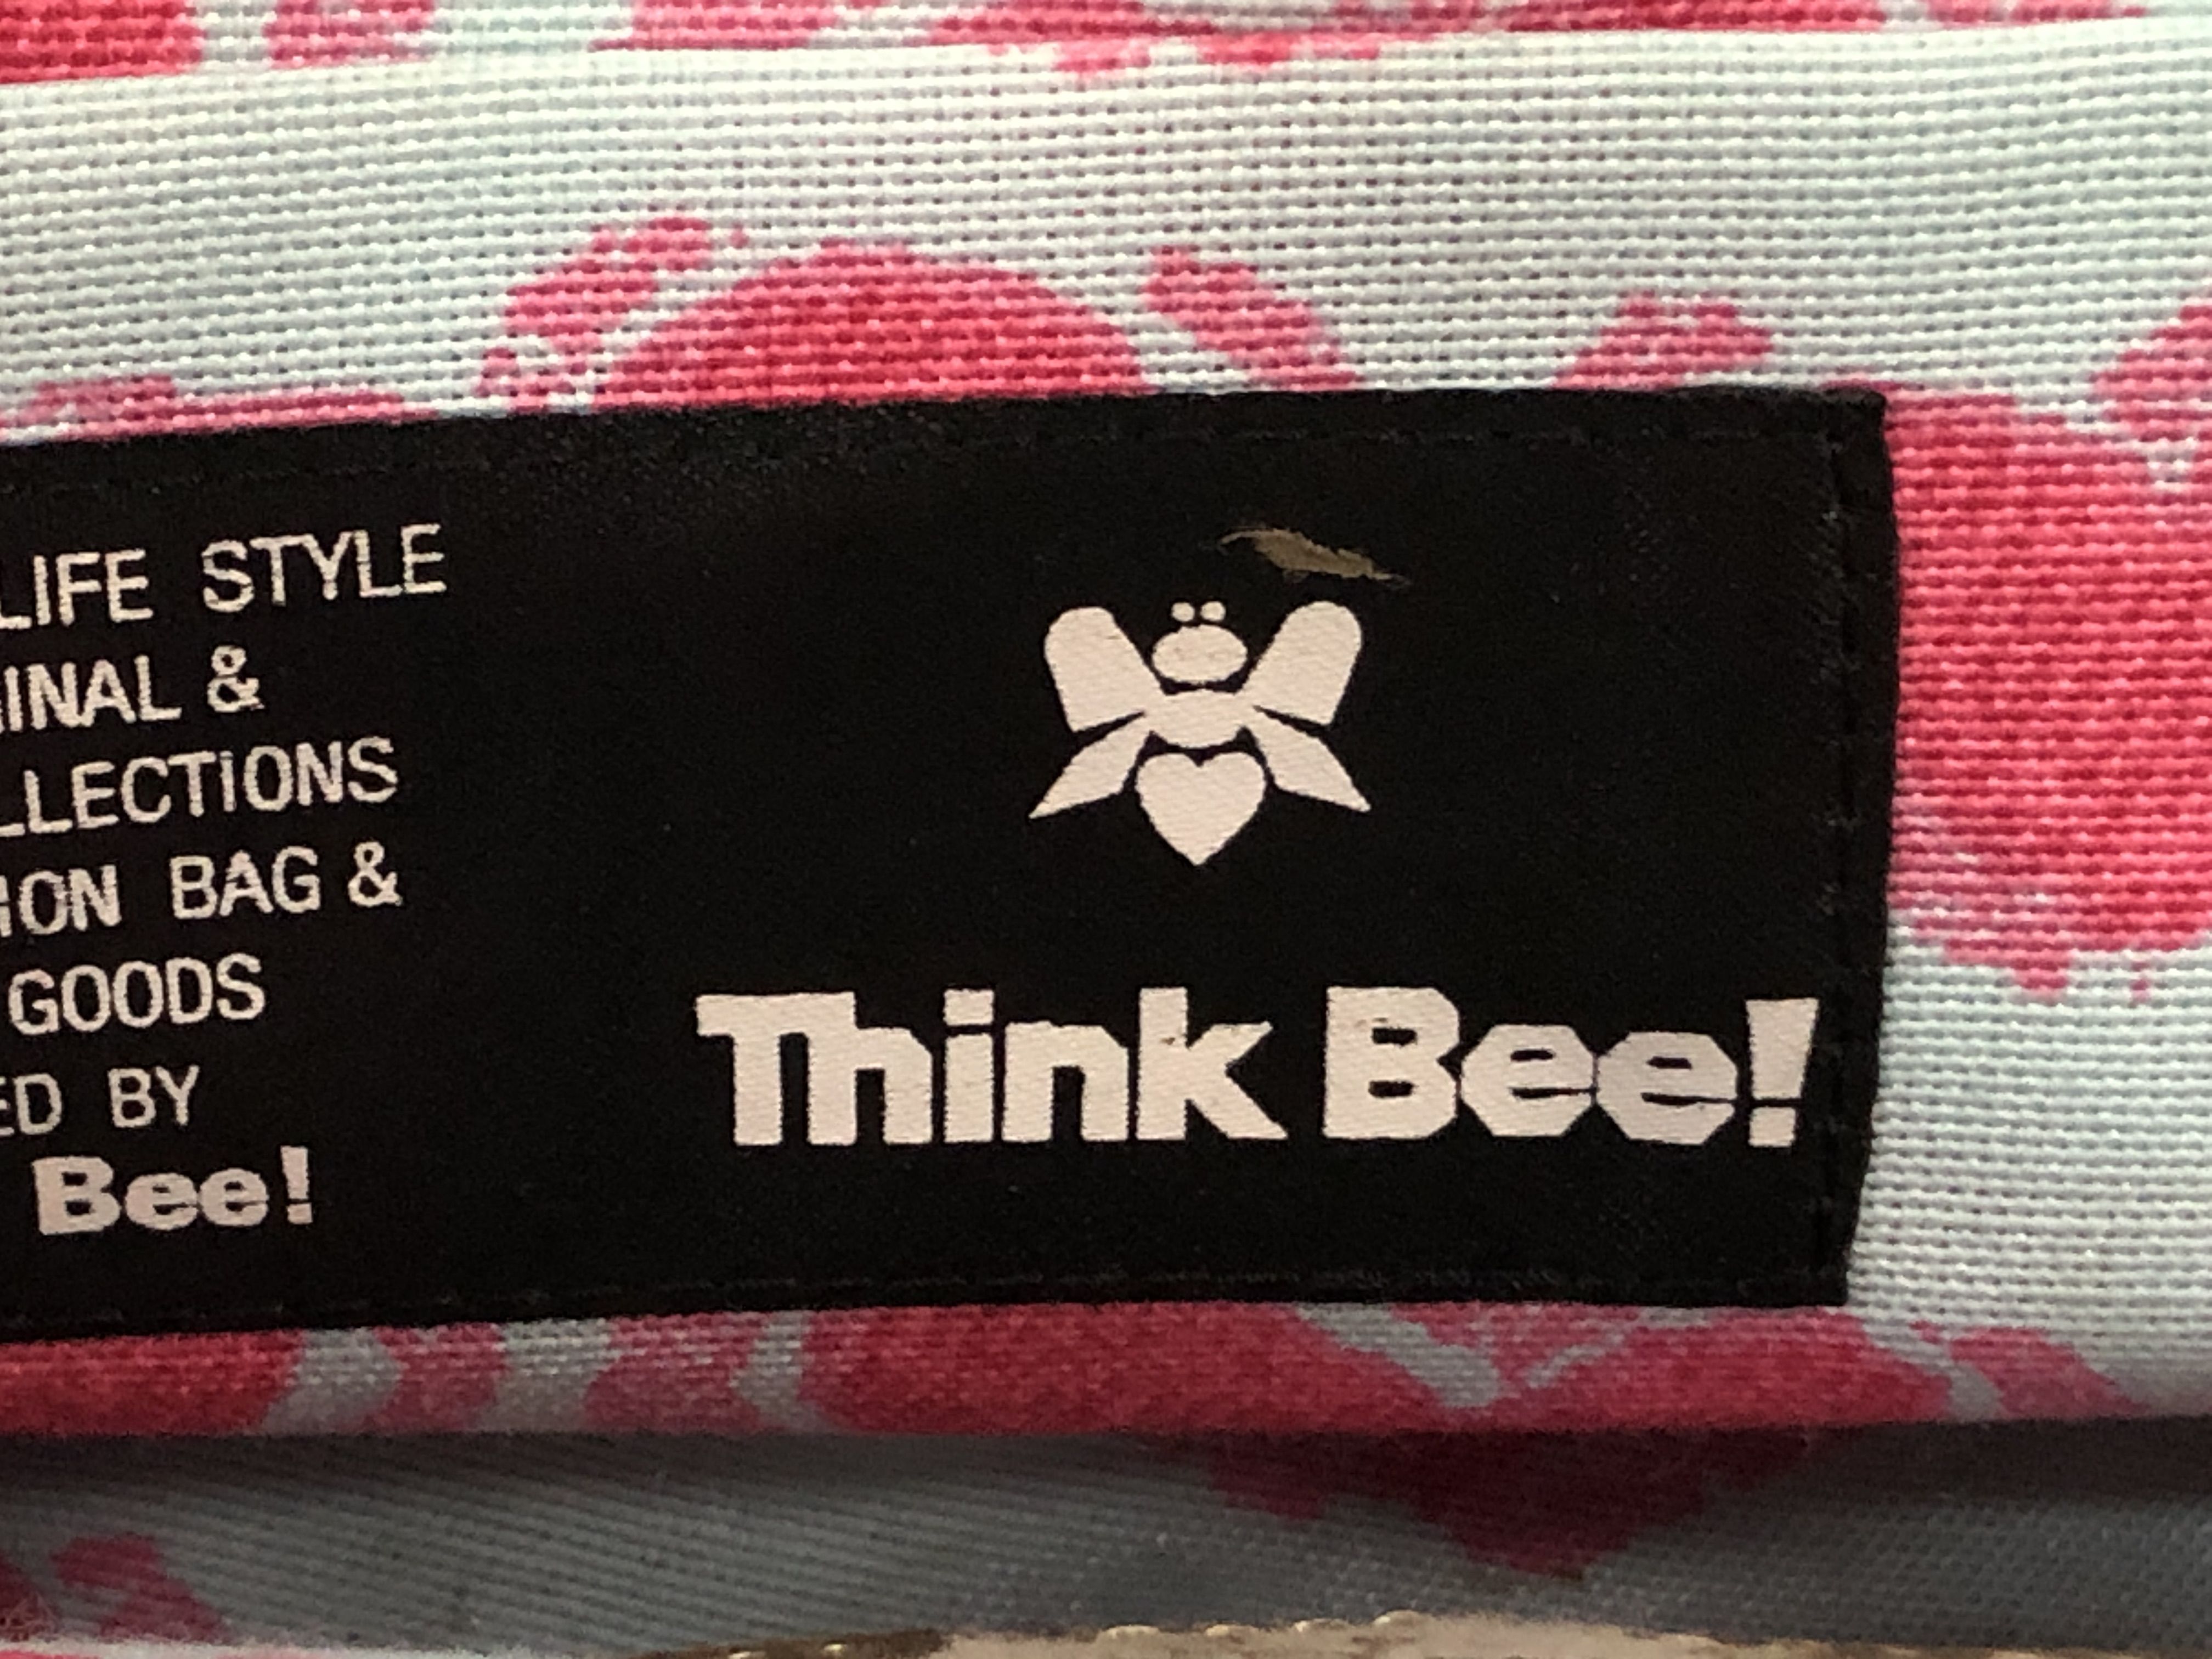 LIFE STYLE
INAL &
LLECTIONS
ION BAG &
GOODS
ED BY
Bee!
Think Bee!